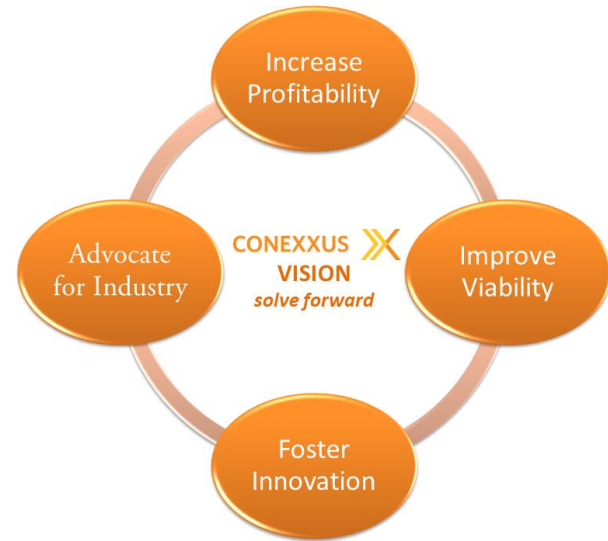 Increase
Profitability
Advocate
for Industry
CONEXXUS
VISION
solve forward
Improve
Viability
Foster
Innovation